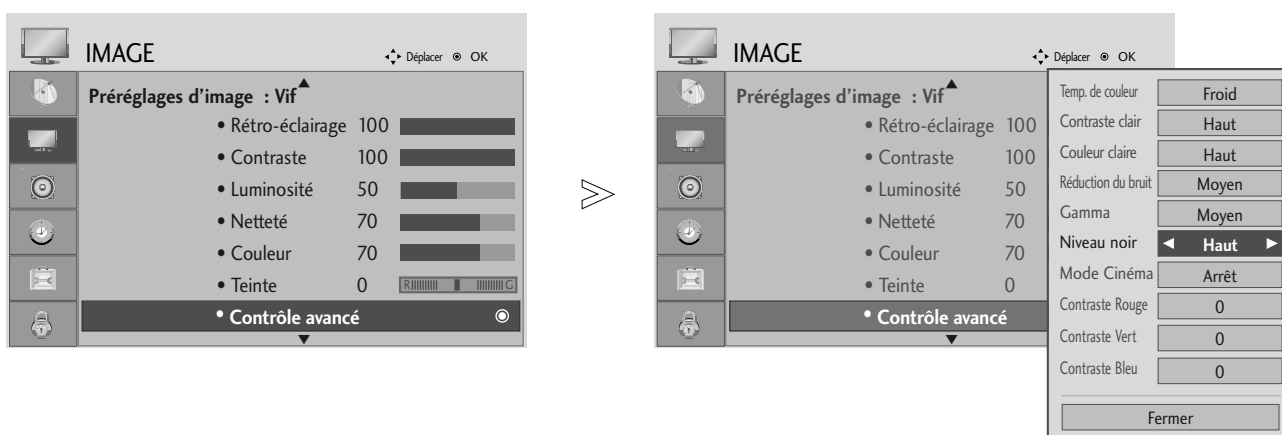 IMAGE
Déplacer OK
Préréglages d'image : Vif
• Rétro-éclairage 100
• Contraste 100
• Luminosité 50
• Netteté 70
• Couleur 70
• Teinte 0 R G
• Contrôle avancé
IMAGE
Déplacer OK
Préréglages d'image : Vif
• Rétro-éclairage 100
• Contraste 100
• Luminosité 50
• Netteté 70
• Couleur 70
• Teinte 0
• Contrôle avancé
Temp. de couleur Froid
Contraste clair Haut
Couleur claire Haut
Réduction du bruit Moyen
Gamma Moyen
Niveau noir Haut
Mode Cinéma Arrêt
Contraste Rouge 0
Contraste Vert 0
Contraste Bleu 0
Fermer